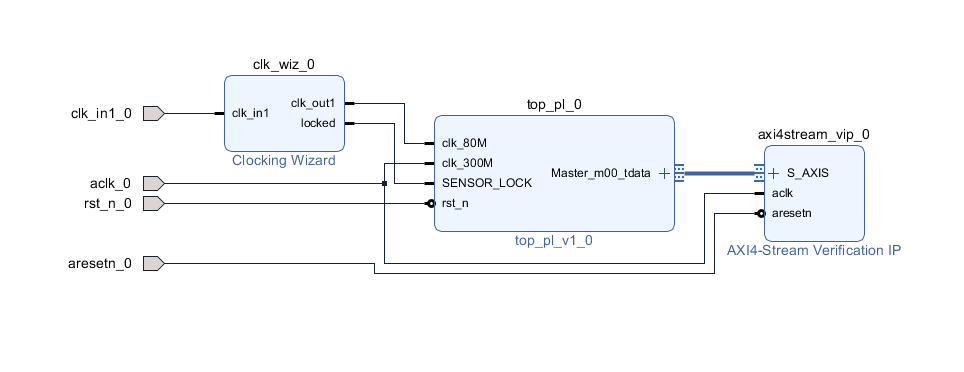 clk_wiz_0
clk_in1_0
clk_in1
clk_out1
locked
Clocking Wizard
top_pl_0
clk_80M
clk_300M
SENSOR_LOCK
rst_n
Master_m00_tdata
top_pl_v1_0
axi4stream_vip_0
S_AXIS
aclk
aresetn
AXI4-Stream Verification IP
aclk_0
rst_n_0
aresetn_0